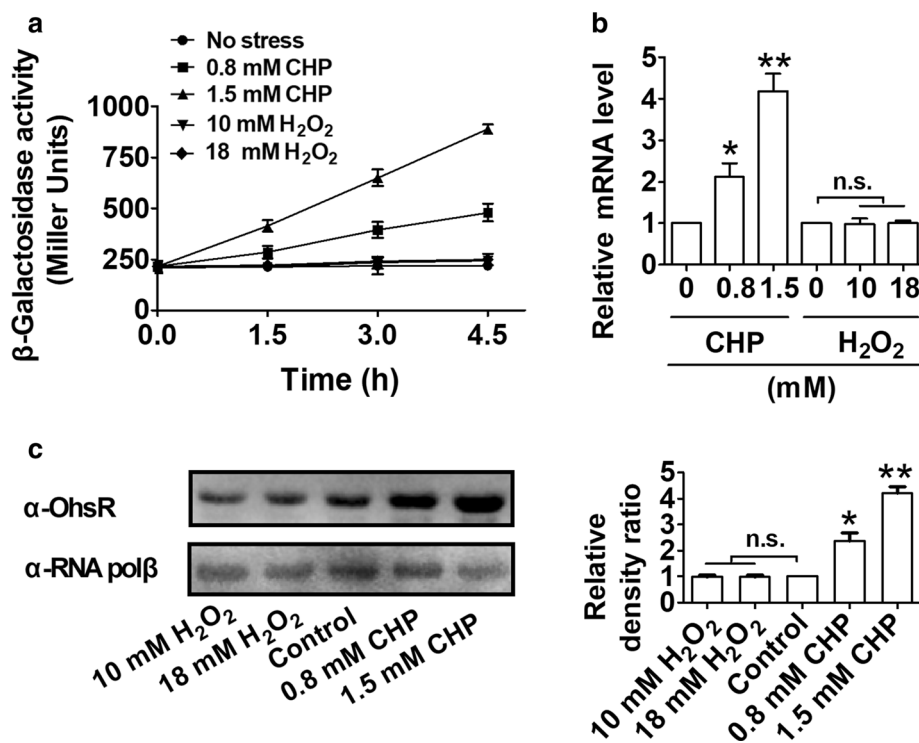 a
No stress
0.8 mM CHP
1.5 mM CHP
10 mM H₂O₂
18 mM H₂O₂
β-Galactosidase activity
(Miller Units)
1000
750
500
250
0
0.0 1.5 3.0 4.5
Time (h)
b
Relative mRNA level
5
4
3
2
1
0
* ** n.s.
0 0.8 1.5 0 10 18
CHP H₂O₂
(mM)
c
α-OhsR
α-RNA polβ
10 mM H₂O₂
18 mM H₂O₂
Control
0.8 mM CHP
1.5 mM CHP
Relative
density ratio
5
4
3
2
1
0
n.s. * **
10 mM H₂O₂
18 mM H₂O₂
Control
0.8 mM CHP
1.5 mM CHP